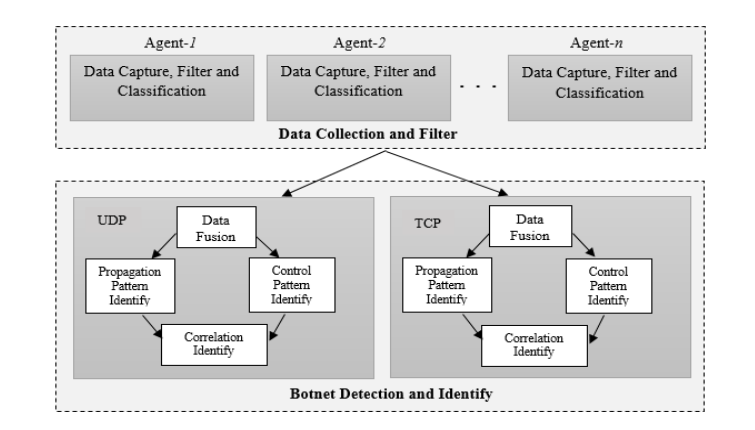 Agent-1 Agent-2 Agent-n
Data Capture, Filter and
Classification
Data Capture, Filter and
Classification
. . .
Data Capture, Filter and
Classification
Data Collection and Filter
UDP
Data
Fusion
Propagation
Pattern
Identify
Control
Pattern
Identify
Correlation
Identify
TCP
Data
Fusion
Propagation
Pattern
Identify
Control
Pattern
Identify
Correlation
Identify
Botnet Detection and Identify